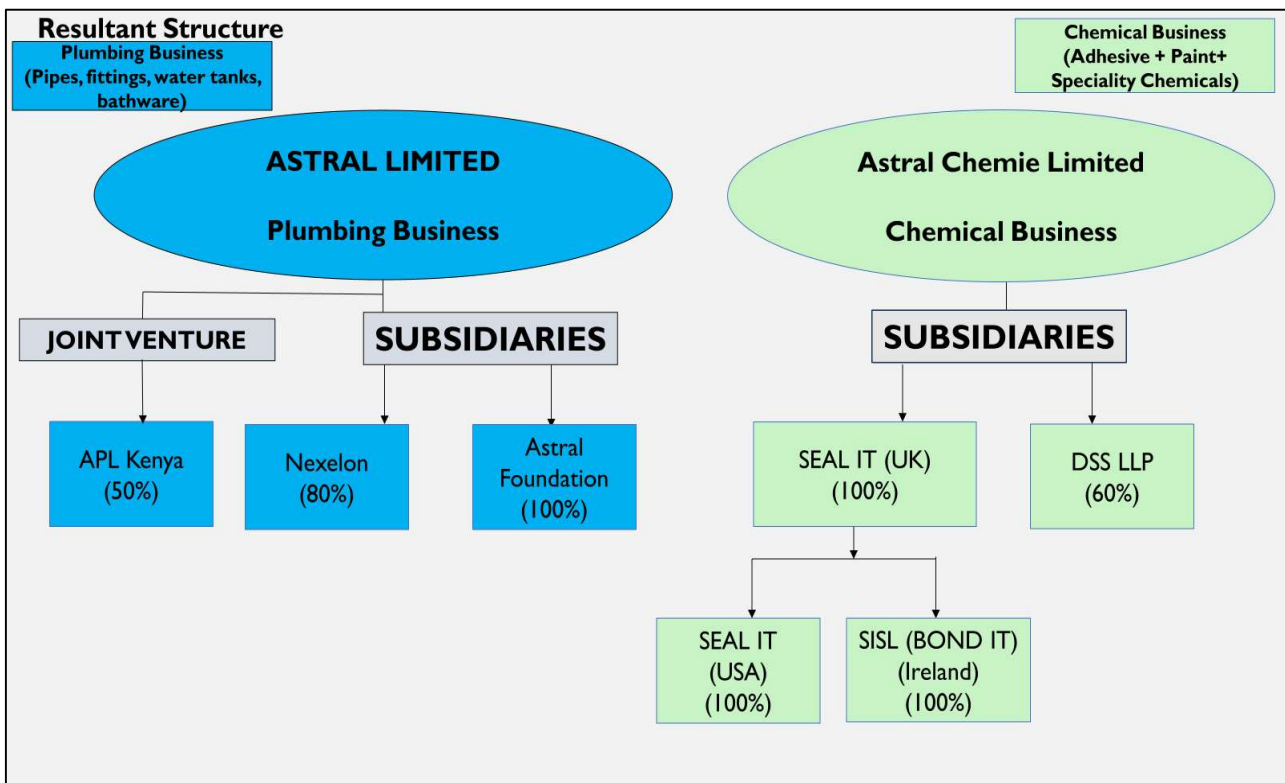 Resultant Structure
Plumbing Business
(Pipes, fittings, water tanks,
bathware)
Chemical Business
(Adhesive + Paint+
Speciality Chemicals)
ASTRAL LIMITED
Plumbing Business
Astral Chemie Limited
Chemical Business
JOINT VENTURE
SUBSIDIARIES
SUBSIDIARIES
APL Kenya
(50%)
Nexelon
(80%)
Astral
Foundation
(100%)
SEAL IT (UK)
(100%)
DSS LLP
(60%)
SEAL IT
(USA)
(100%)
SISL (BOND IT)
(Ireland)
(100%)